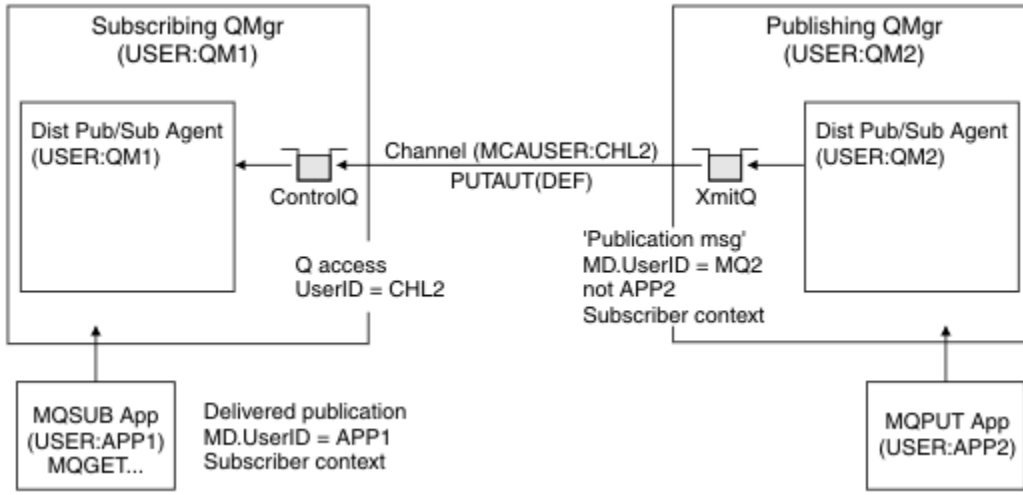 Subscribing QMgr
(USER:QM1)
Publishing QMgr
(USER:QM2)
Dist Pub/Sub Agent
(USER:QM1)
ControlQ
Channel (MCAUSER:CHL2)
PUTAUT(DEF)
XmitQ
Dist Pub/Sub Agent
(USER:QM2)
Q access
UserID = CHL2
'Publication msg'
MD.UserID = MQ2
not APP2
Subscriber context
MQSUB App
(USER:APP1)
MQGET...
Delivered publication
MD.UserID = APP1
Subscriber context
MQPUT App
(USER:APP2)